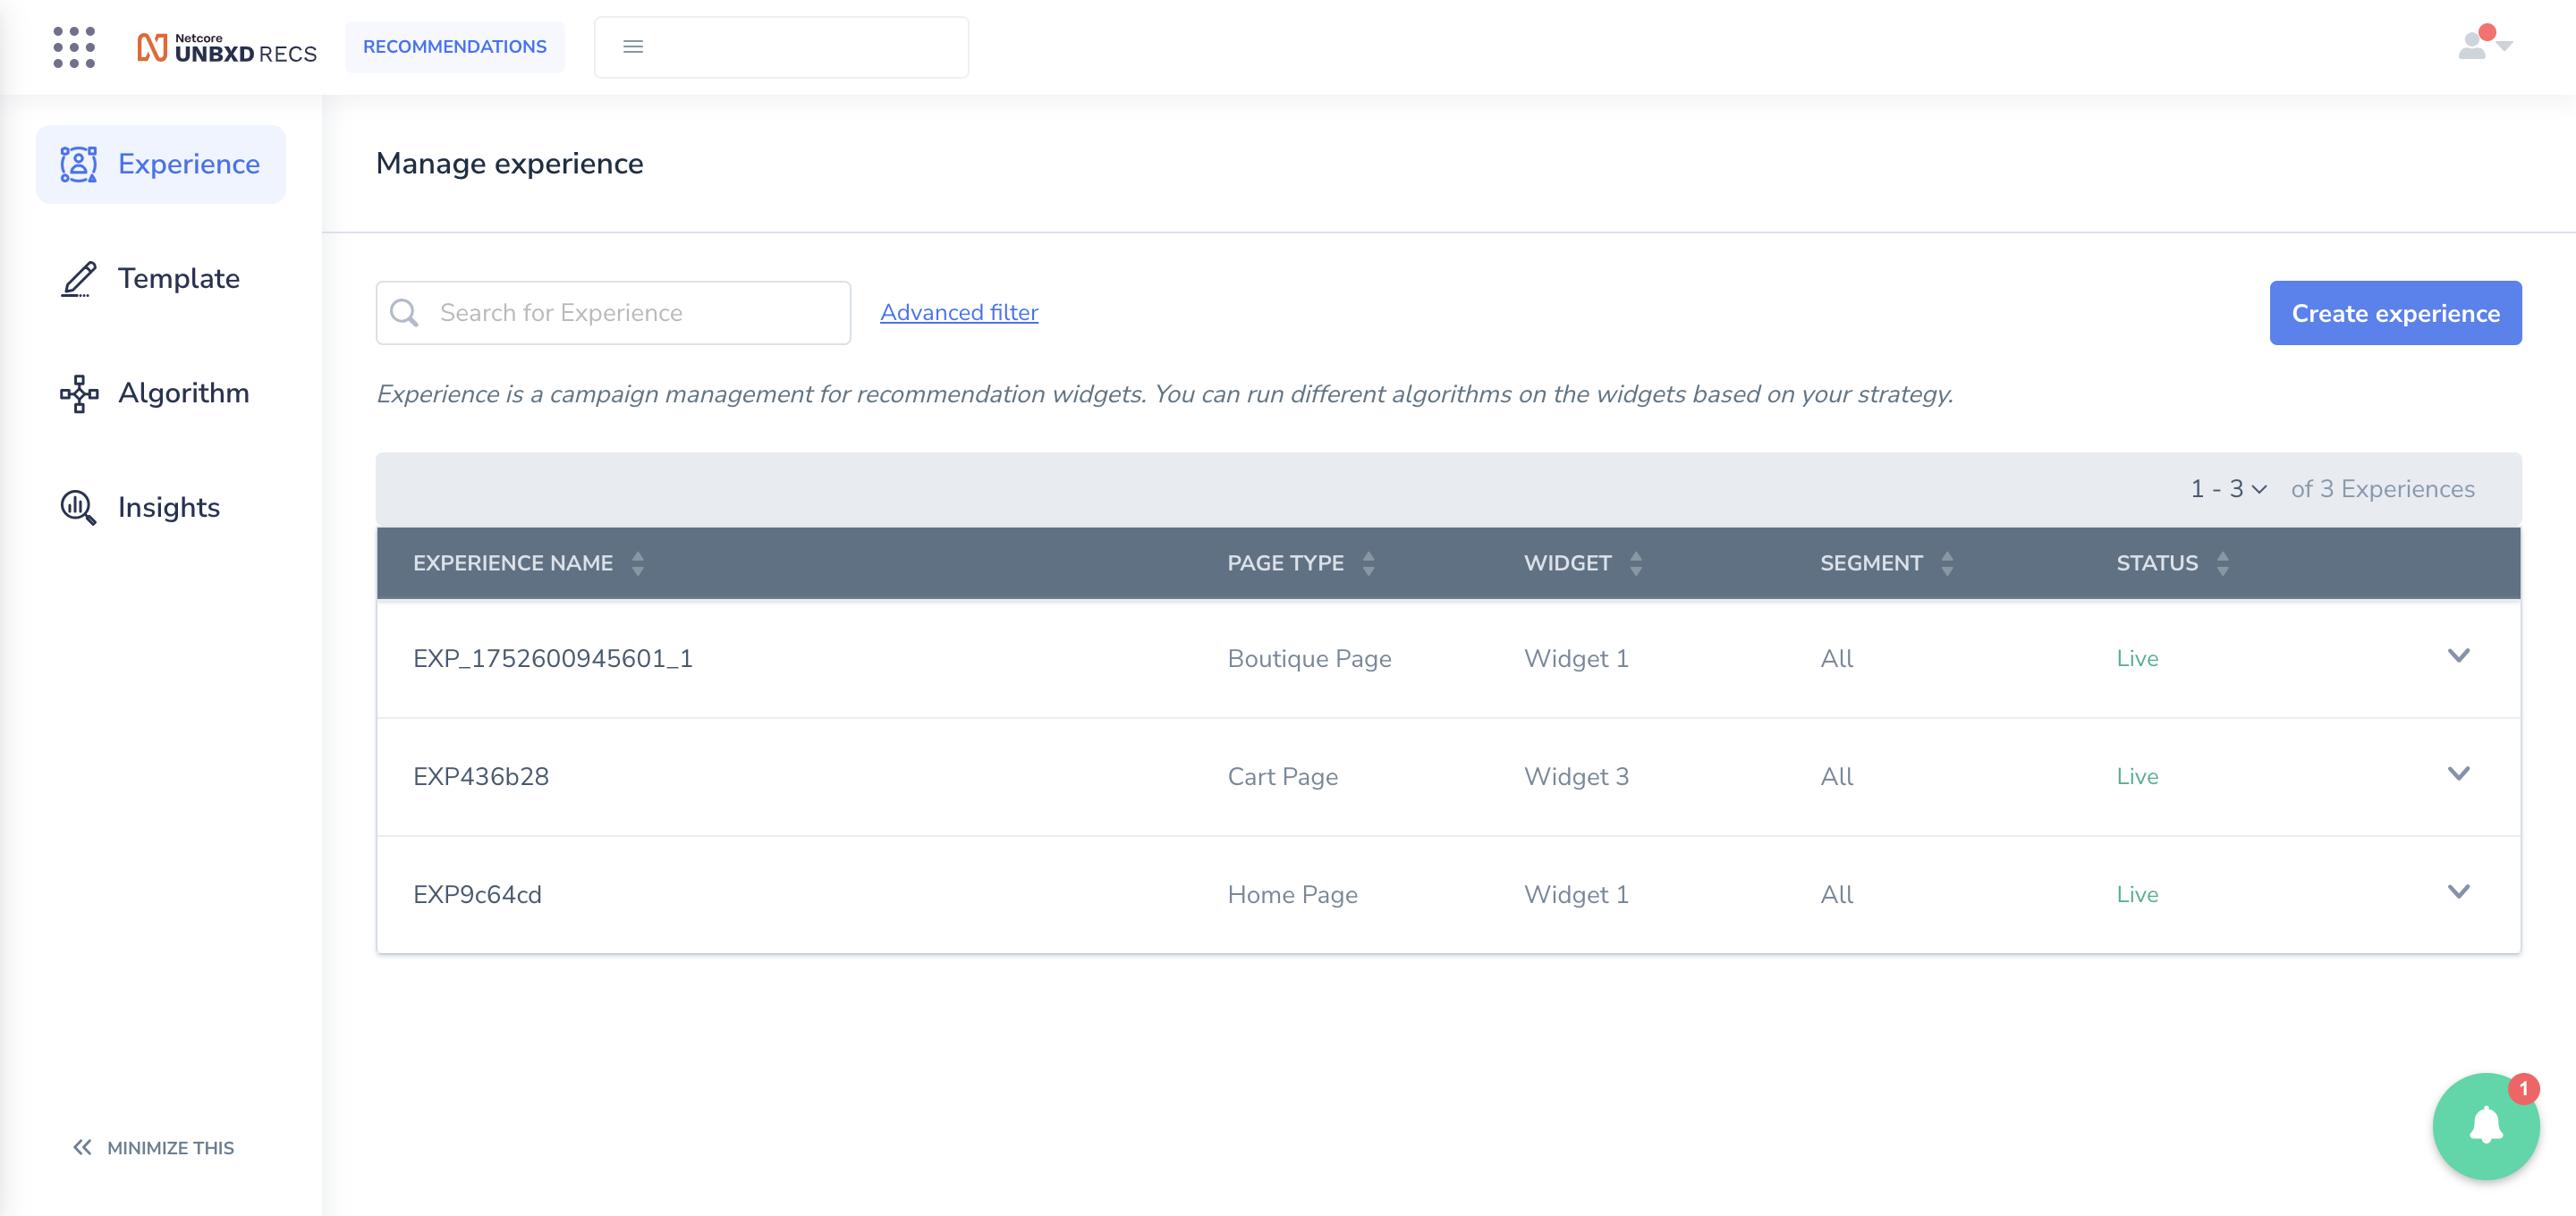 Netcore
UNBXD RECS
RECOMMENDATIONS
Experience
Template
Algorithm
Insights
MINIMIZE THIS
Manage experience
Search for Experience
Advanced filter
Create experience
Experience is a campaign management for recommendation widgets. You can run different algorithms on the widgets based on your strategy.
1 - 3 of 3 Experiences
EXPERIENCE NAME PAGE TYPE WIDGET SEGMENT STATUS
EXP_1752600945601_1 Boutique Page Widget 1 All Live
EXP436b28 Cart Page Widget 3 All Live
EXP9c64cd Home Page Widget 1 All Live
1